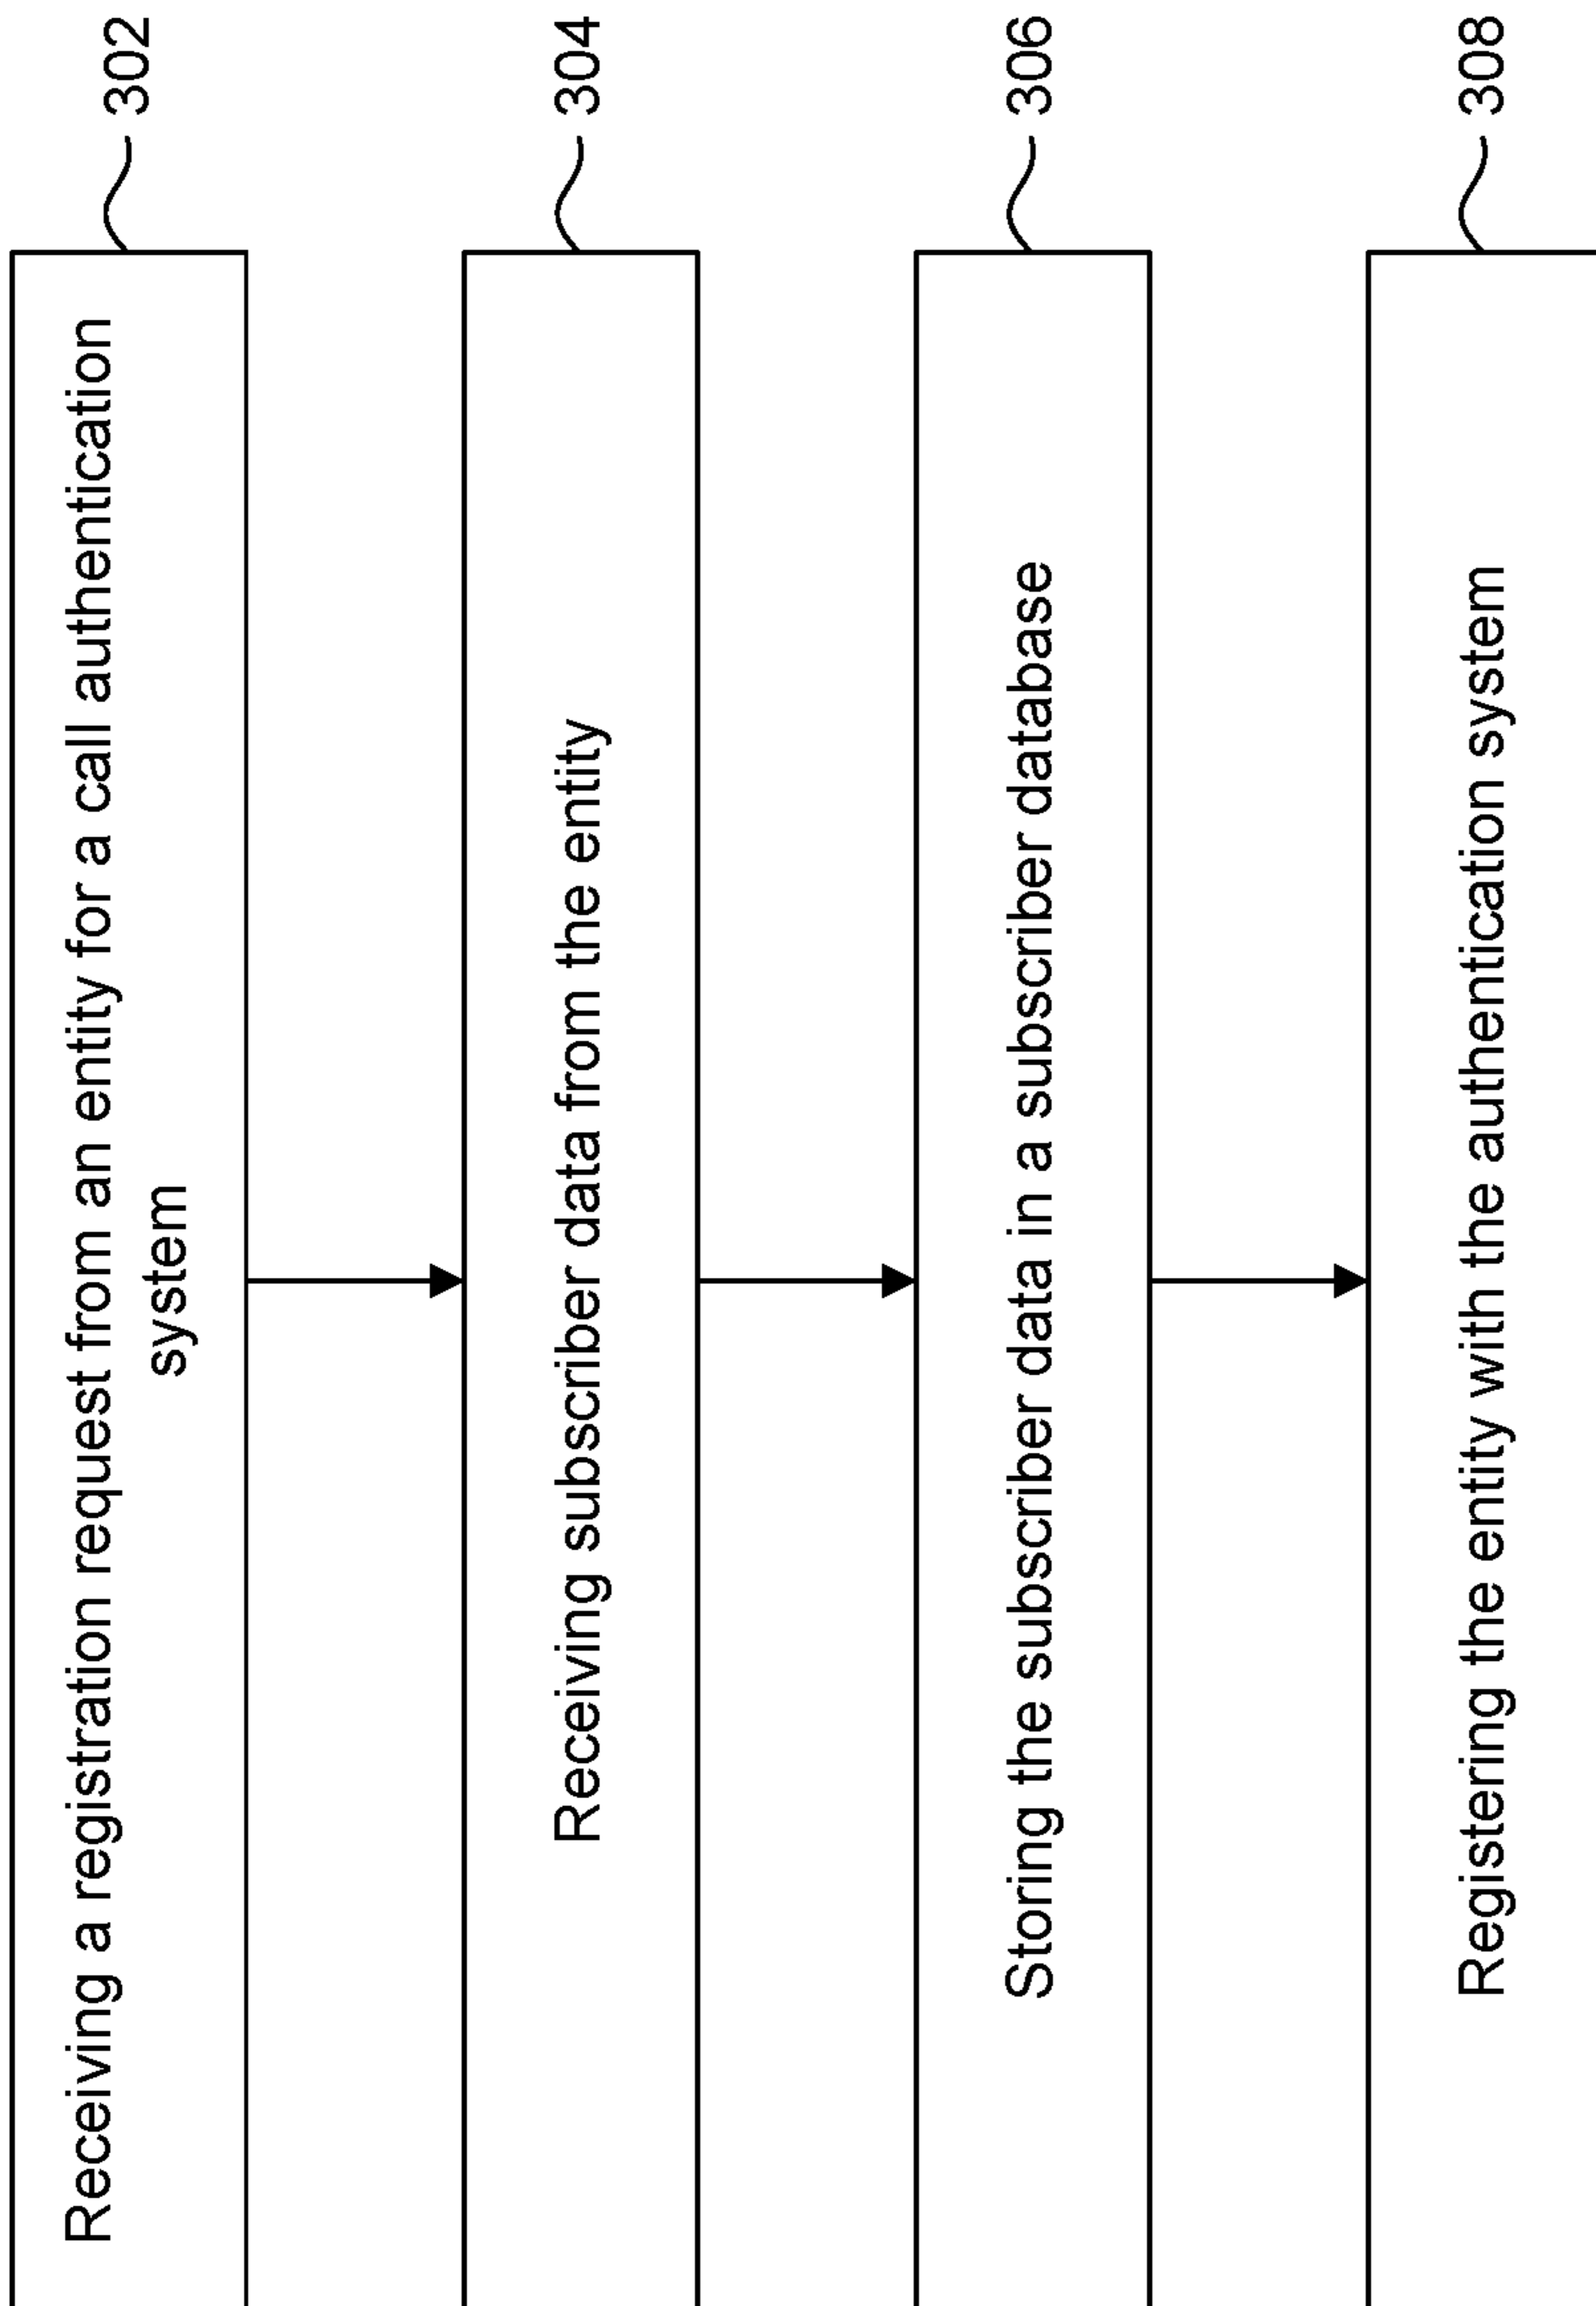 Receiving a registration request from an entity for a call authentication
system
302
Receiving subscriber data from the entity
304
Storing the subscriber data in a subscriber database
306
Registering the entity with the authentication system
308